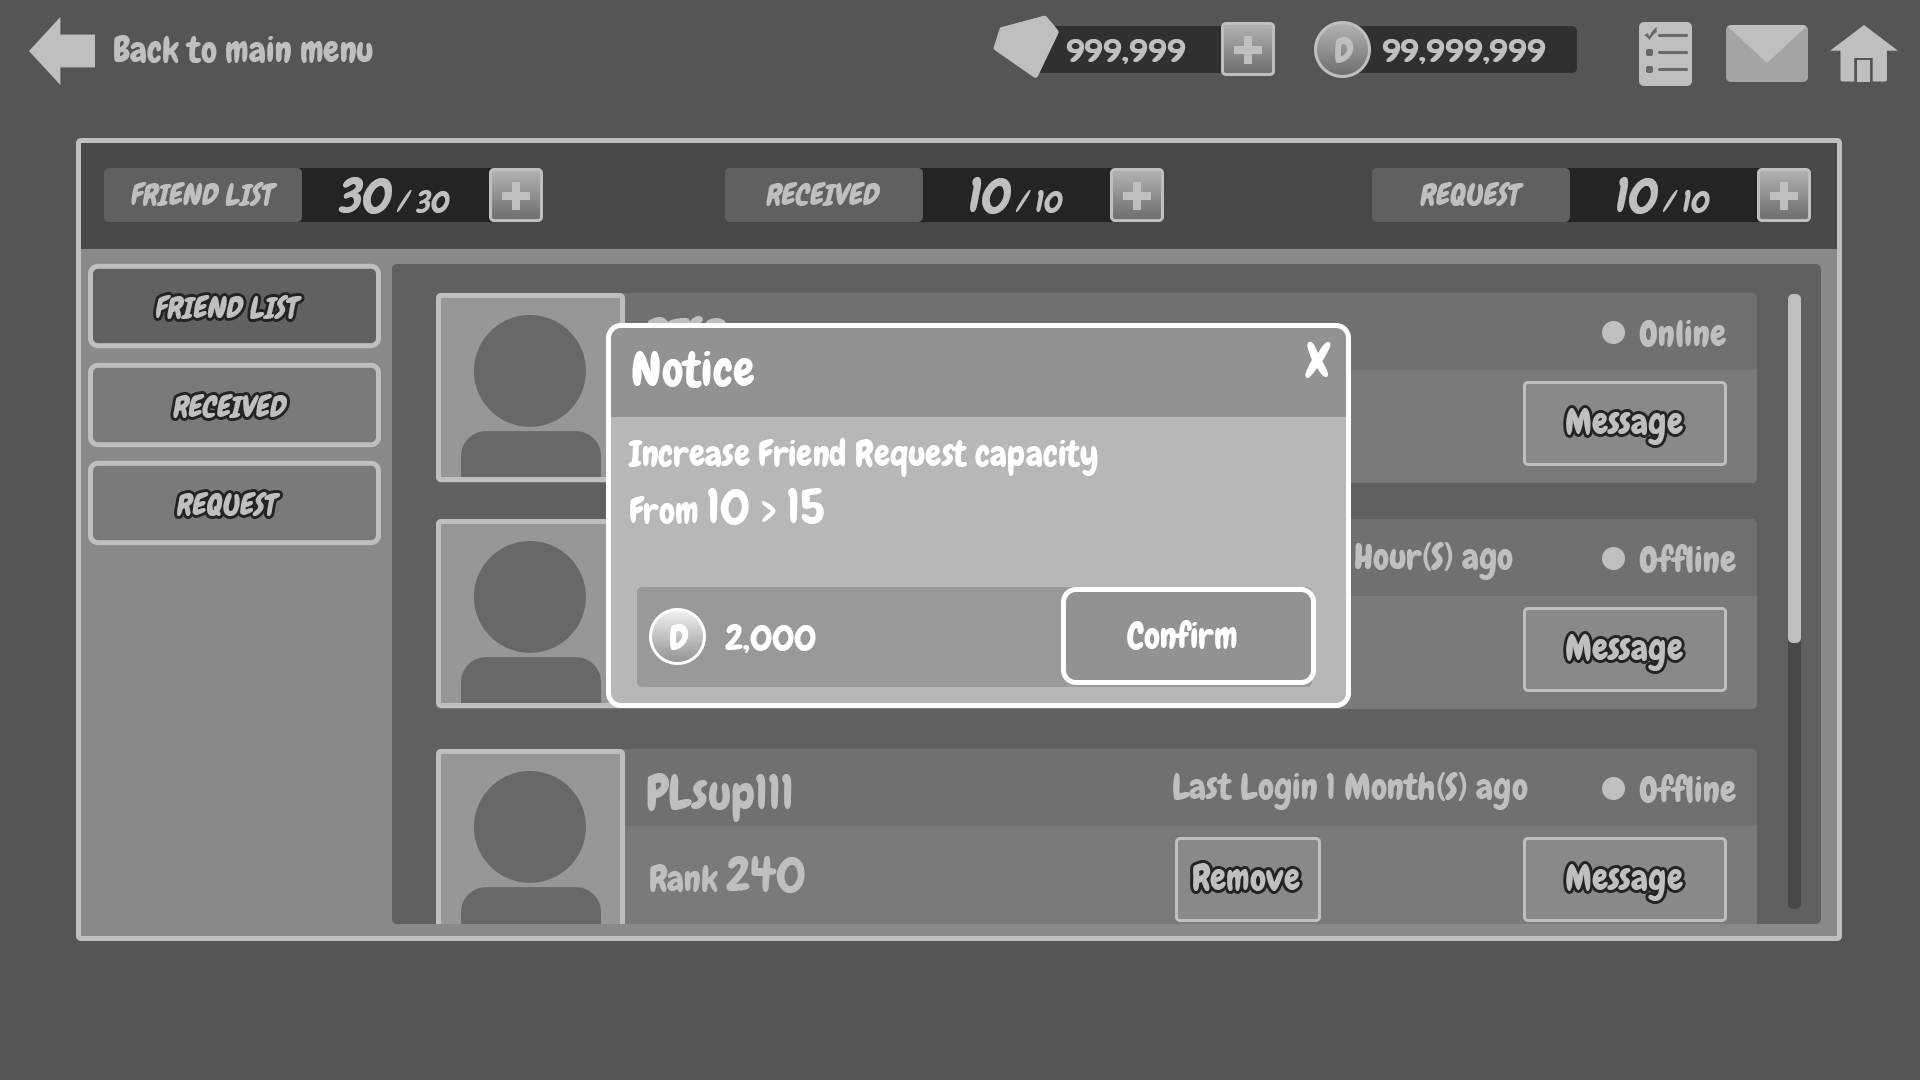 Back to main menu
999,999
D 99,999,999
FRIEND LIST 30 / 30
RECEIVED 10 / 10
REQUEST 10 / 10
FRIEND LIST
RECEIVED
REQUEST
Online
Message
Notice X
Increase Friend Request capacity
From 10 > 15
D 2,000 Confirm
Hour(S) ago Offline
Message
PLsup111 Last Login 1 Month(S) ago Offline
Rank 240 Remove Message